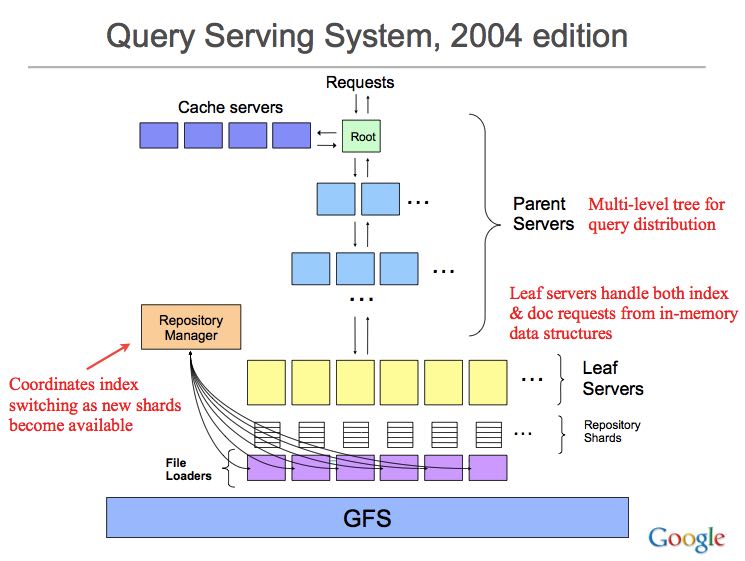 Query Serving System, 2004 edition
Requests
Cache servers
Root
...
Parent
Servers
Multi-level tree for
query distribution
...
...
Leaf servers handle both index
& doc requests from in-memory
data structures
Repository
Manager
Coordinates index
switching as new shards
become available
...
Leaf
Servers
...
Repository
Shards
File
Loaders
GFS
Google